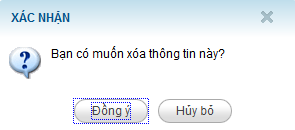 XÁC NHẬN
Bạn có muốn xóa thông tin này?
Đồng ý
Hủy bỏ